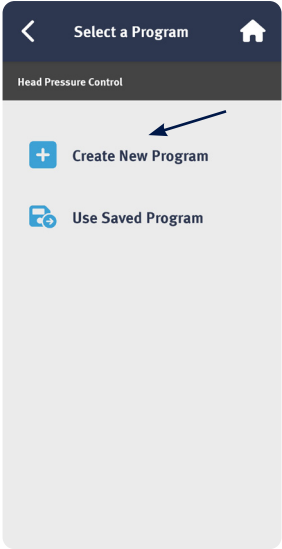 Select a Program
Head Pressure Control
Create New Program
Use Saved Program